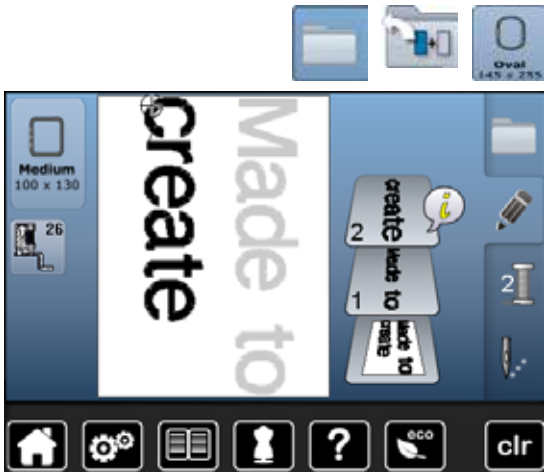 Oval
145 x 255
Medium
100 x 130
26
create
Made to
2
create
i
1
Made to
Made to
create
2
?
eco
clr